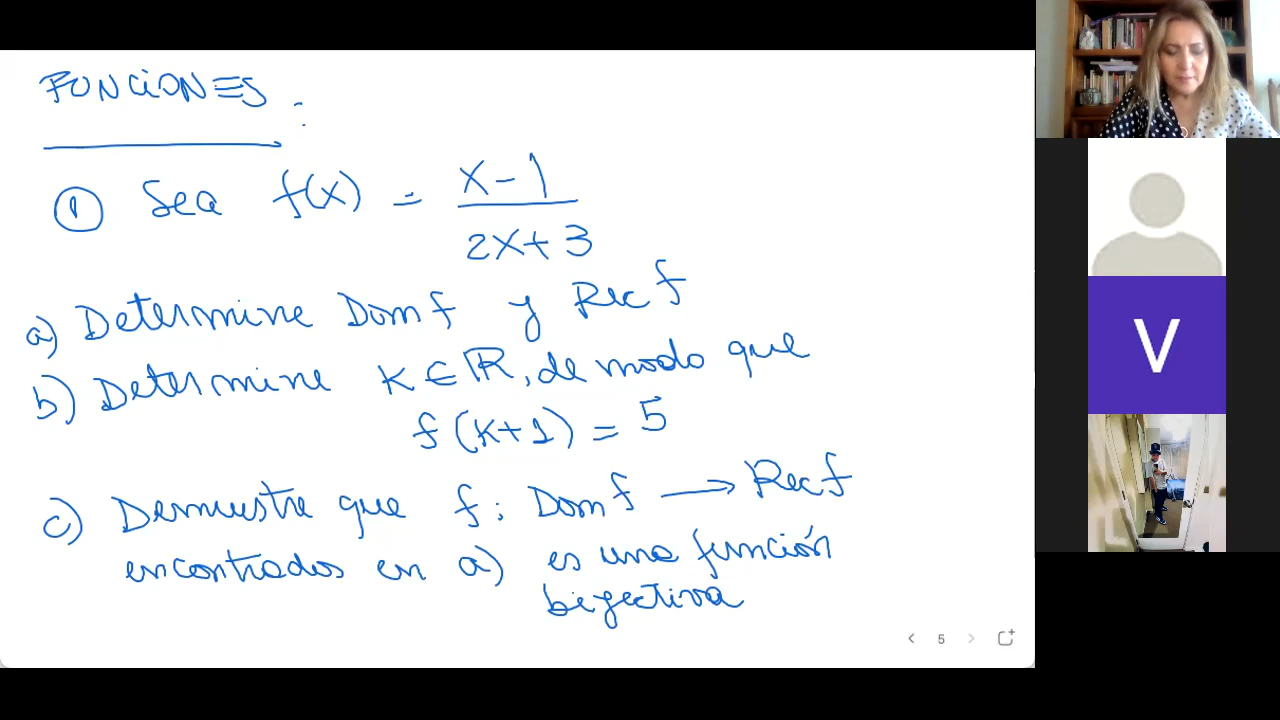 FUNCIONES :
① Sea f(x) = x - 1
2x + 3
a) Determine Dom f y Rec f
b) Determine K ∈ ℝ, de modo que
f(K+1) = 5
c) Demuestre que f: Dom f → Rec f
encontrados en a) es una función
biyectiva
5
V